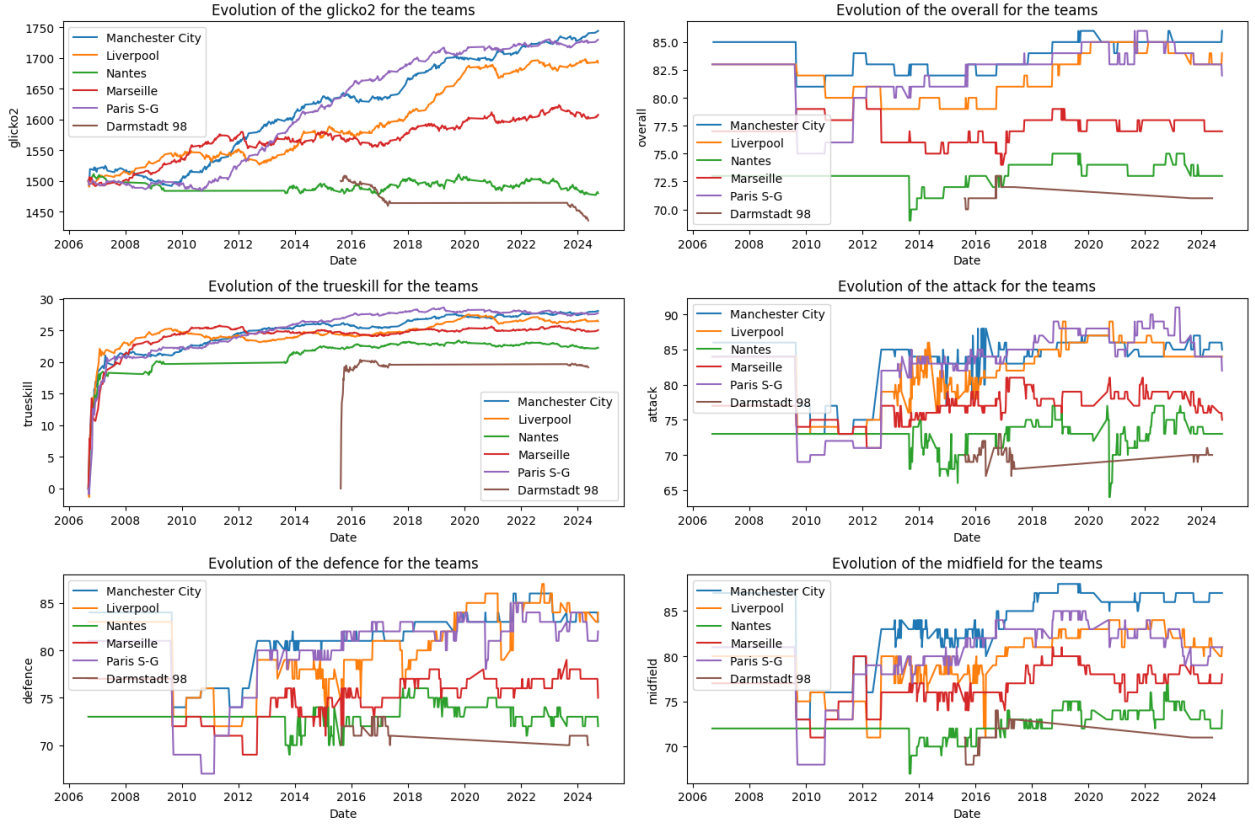 Evolution of the glicko2 for the teams
1750
1700
1650
1600
1550
1500
1450
glicko2
Manchester City
Liverpool
Nantes
Marseille
Paris S-G
Darmstadt 98
2006 2008 2010 2012 2014 2016 2018 2020 2022 2024
Date
Evolution of the overall for the teams
85.0
82.5
80.0
77.5
75.0
72.5
70.0
overall
Manchester City
Liverpool
Nantes
Marseille
Paris S-G
Darmstadt 98
2006 2008 2010 2012 2014 2016 2018 2020 2022 2024
Date
Evolution of the trueskill for the teams
30
25
20
15
10
5
0
trueskill
Manchester City
Liverpool
Nantes
Marseille
Paris S-G
Darmstadt 98
2006 2008 2010 2012 2014 2016 2018 2020 2022 2024
Date
Evolution of the attack for the teams
90
85
80
75
70
65
attack
Manchester City
Liverpool
Nantes
Marseille
Paris S-G
Darmstadt 98
2006 2008 2010 2012 2014 2016 2018 2020 2022 2024
Date
Evolution of the defence for the teams
85
80
75
70
defence
Manchester City
Liverpool
Nantes
Marseille
Paris S-G
Darmstadt 98
2006 2008 2010 2012 2014 2016 2018 2020 2022 2024
Date
Evolution of the midfield for the teams
85
80
75
70
midfield
Manchester City
Liverpool
Nantes
Marseille
Paris S-G
Darmstadt 98
2006 2008 2010 2012 2014 2016 2018 2020 2022 2024
Date